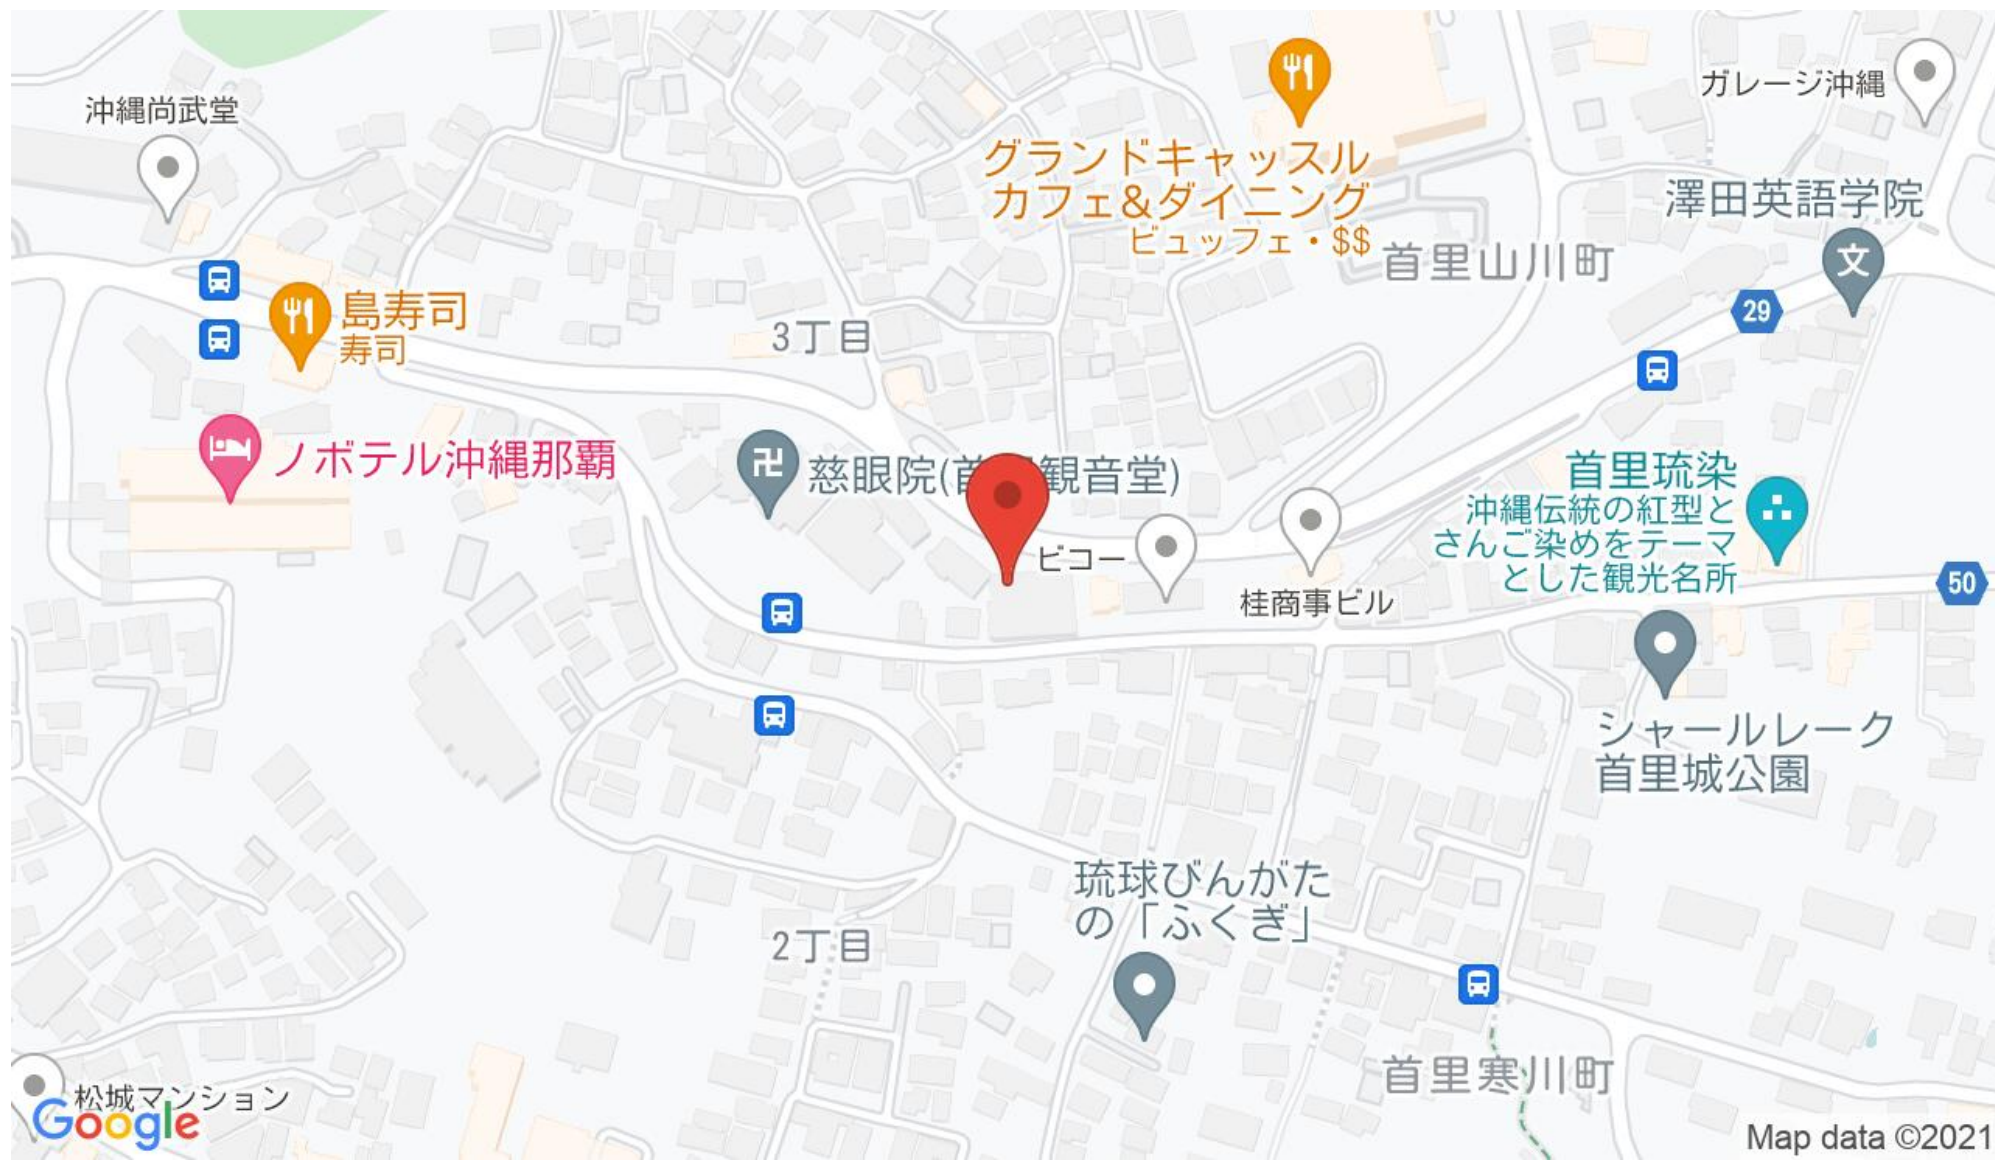 沖縄尚武堂
ガレージ沖縄
グランドキャッスル
カフェ&ダイニング
ビュッフェ・$$
首里山川町
澤田英語学院
文
29
島寿司
寿司
3丁目
ノボテル沖縄那覇
卍
慈眼院(首 観音堂)
首里琉染
沖縄伝統の紅型と
さんご染めをテーマ
とした観光名所
ピコー
桂商事ビル
50
シャールレーク
首里城公園
琉球びんがた
の「ふくぎ」
2丁目
首里寒川町
松城マンション
Google
Map data ©2021